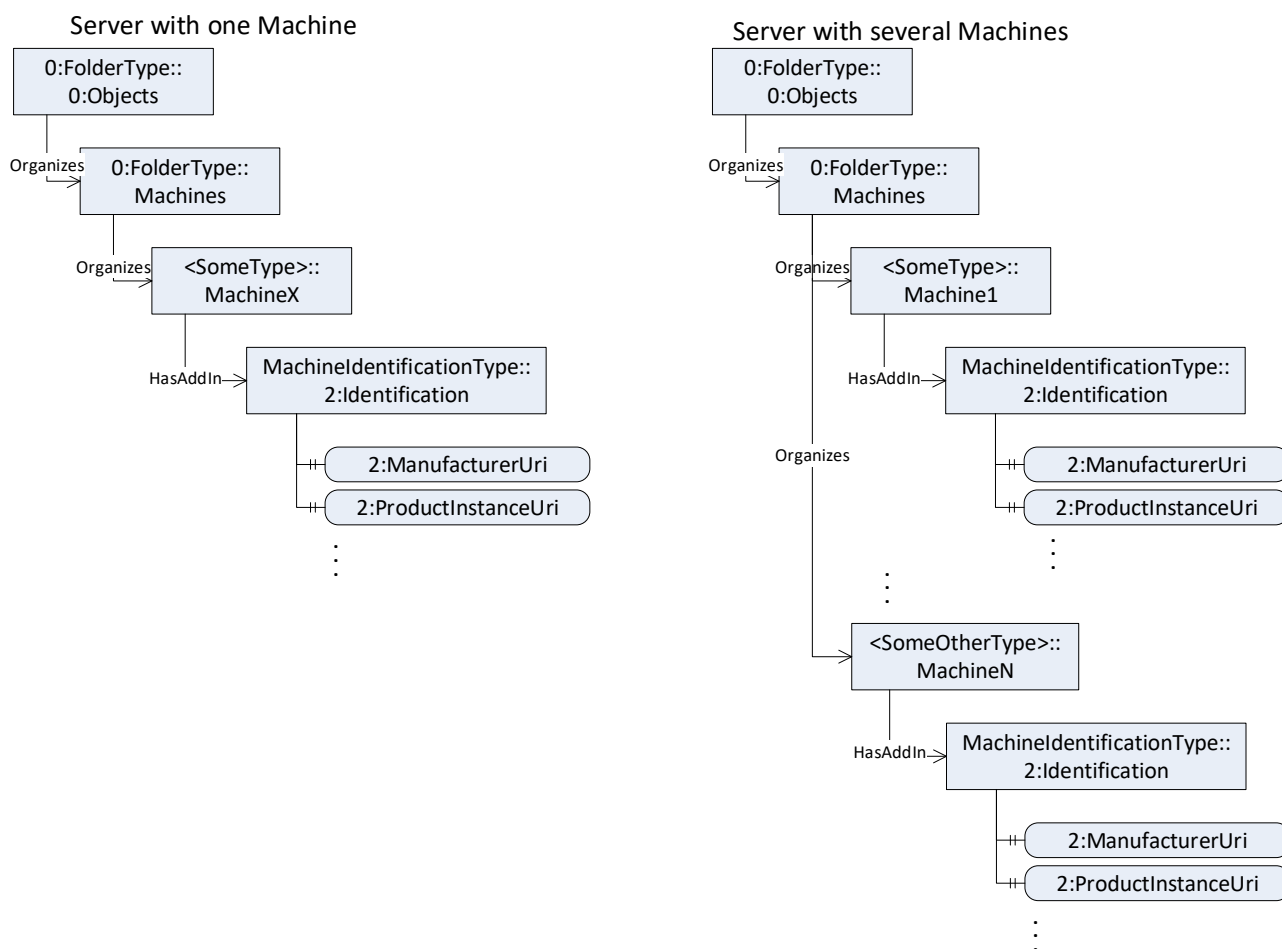 Server with one Machine
0:FolderType::
0:Objects
Organizes
0:FolderType::
Machines
Organizes
<SomeType>::
MachineX
HasAddIn
MachineIdentificationType::
2:Identification
2:ManufacturerUri
2:ProductInstanceUri
Server with several Machines
0:FolderType::
0:Objects
Organizes
0:FolderType::
Machines
Organizes
<SomeType>::
Machine1
HasAddIn
MachineIdentificationType::
2:Identification
2:ManufacturerUri
2:ProductInstanceUri
Organizes
<SomeOtherType>::
MachineN
HasAddIn
MachineIdentificationType::
2:Identification
2:ManufacturerUri
2:ProductInstanceUri